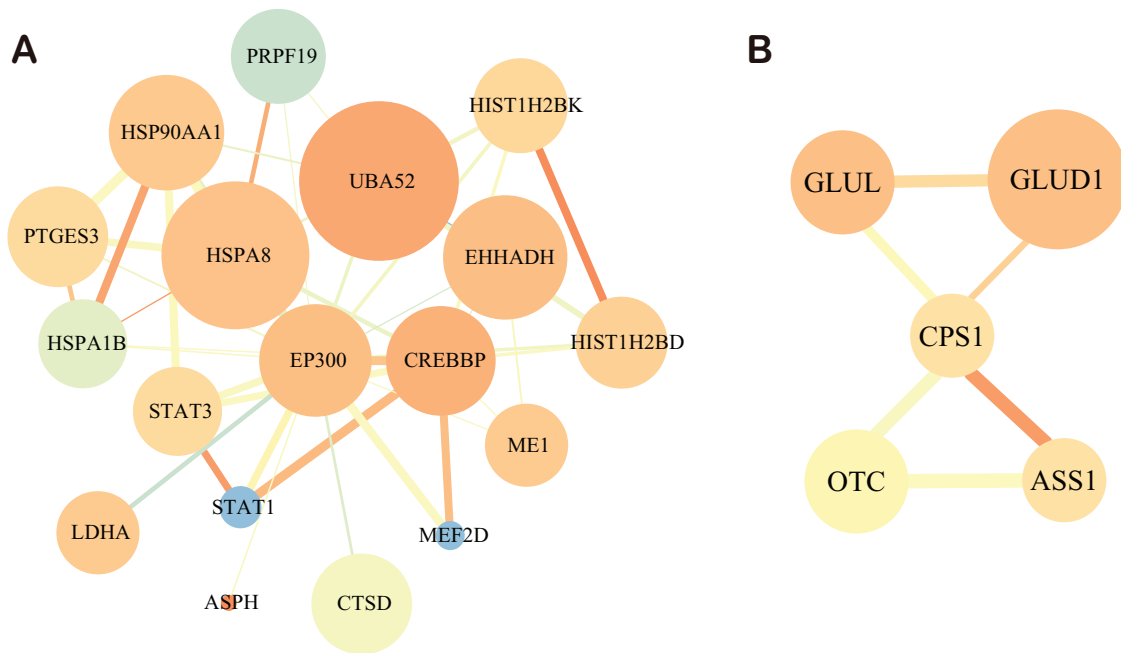 A
PRPF19
HIST1H2BK
HSP90AA1
UBA52
PTGES3
HSPA8
EHHADH
HSPA1B
EP300
CREBBP
HIST1H2BD
STAT3
ME1
LDHA
STAT1
MEF2D
ASPH
CTSD
B
GLUL
GLUD1
CPS1
OTC
ASS1